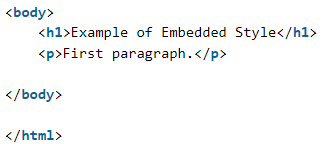 <body>
<h1>Example of Embedded Style</h1>
<p>First paragraph.</p>
</body>
</html>